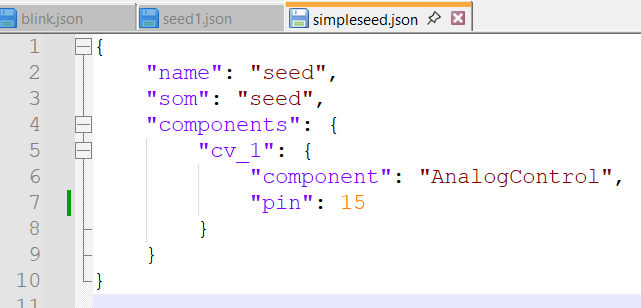 blink.json seed1.json simpleseed.json
1 {
2 "name": "seed",
3 "som": "seed",
4 "components": {
5 "cv_1": {
6 "component": "AnalogControl",
7 "pin": 15
8 }
9 }
10 }
11